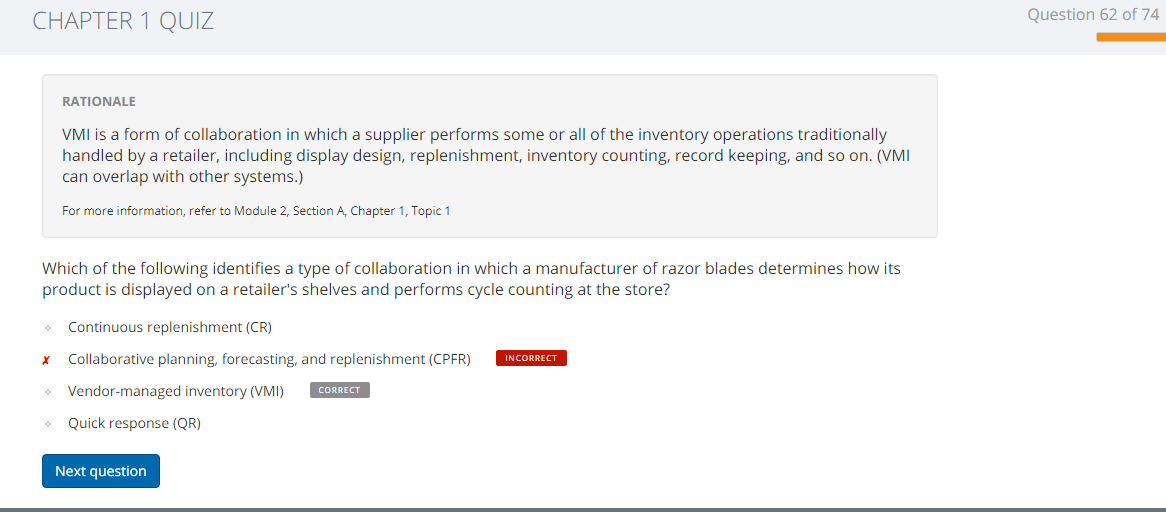 CHAPTER 1 QUIZ
Question 62 of 74
RATIONALE
VMI is a form of collaboration in which a supplier performs some or all of the inventory operations traditionally
handled by a retailer, including display design, replenishment, inventory counting, record keeping, and so on. (VMI
can overlap with other systems.)
For more information, refer to Module 2, Section A, Chapter 1, Topic 1
Which of the following identifies a type of collaboration in which a manufacturer of razor blades determines how its
product is displayed on a retailer's shelves and performs cycle counting at the store?
Continuous replenishment (CR)
✗ Collaborative planning, forecasting, and replenishment (CPFR) INCORRECT
Vendor-managed inventory (VMI) CORRECT
Quick response (QR)
Next question